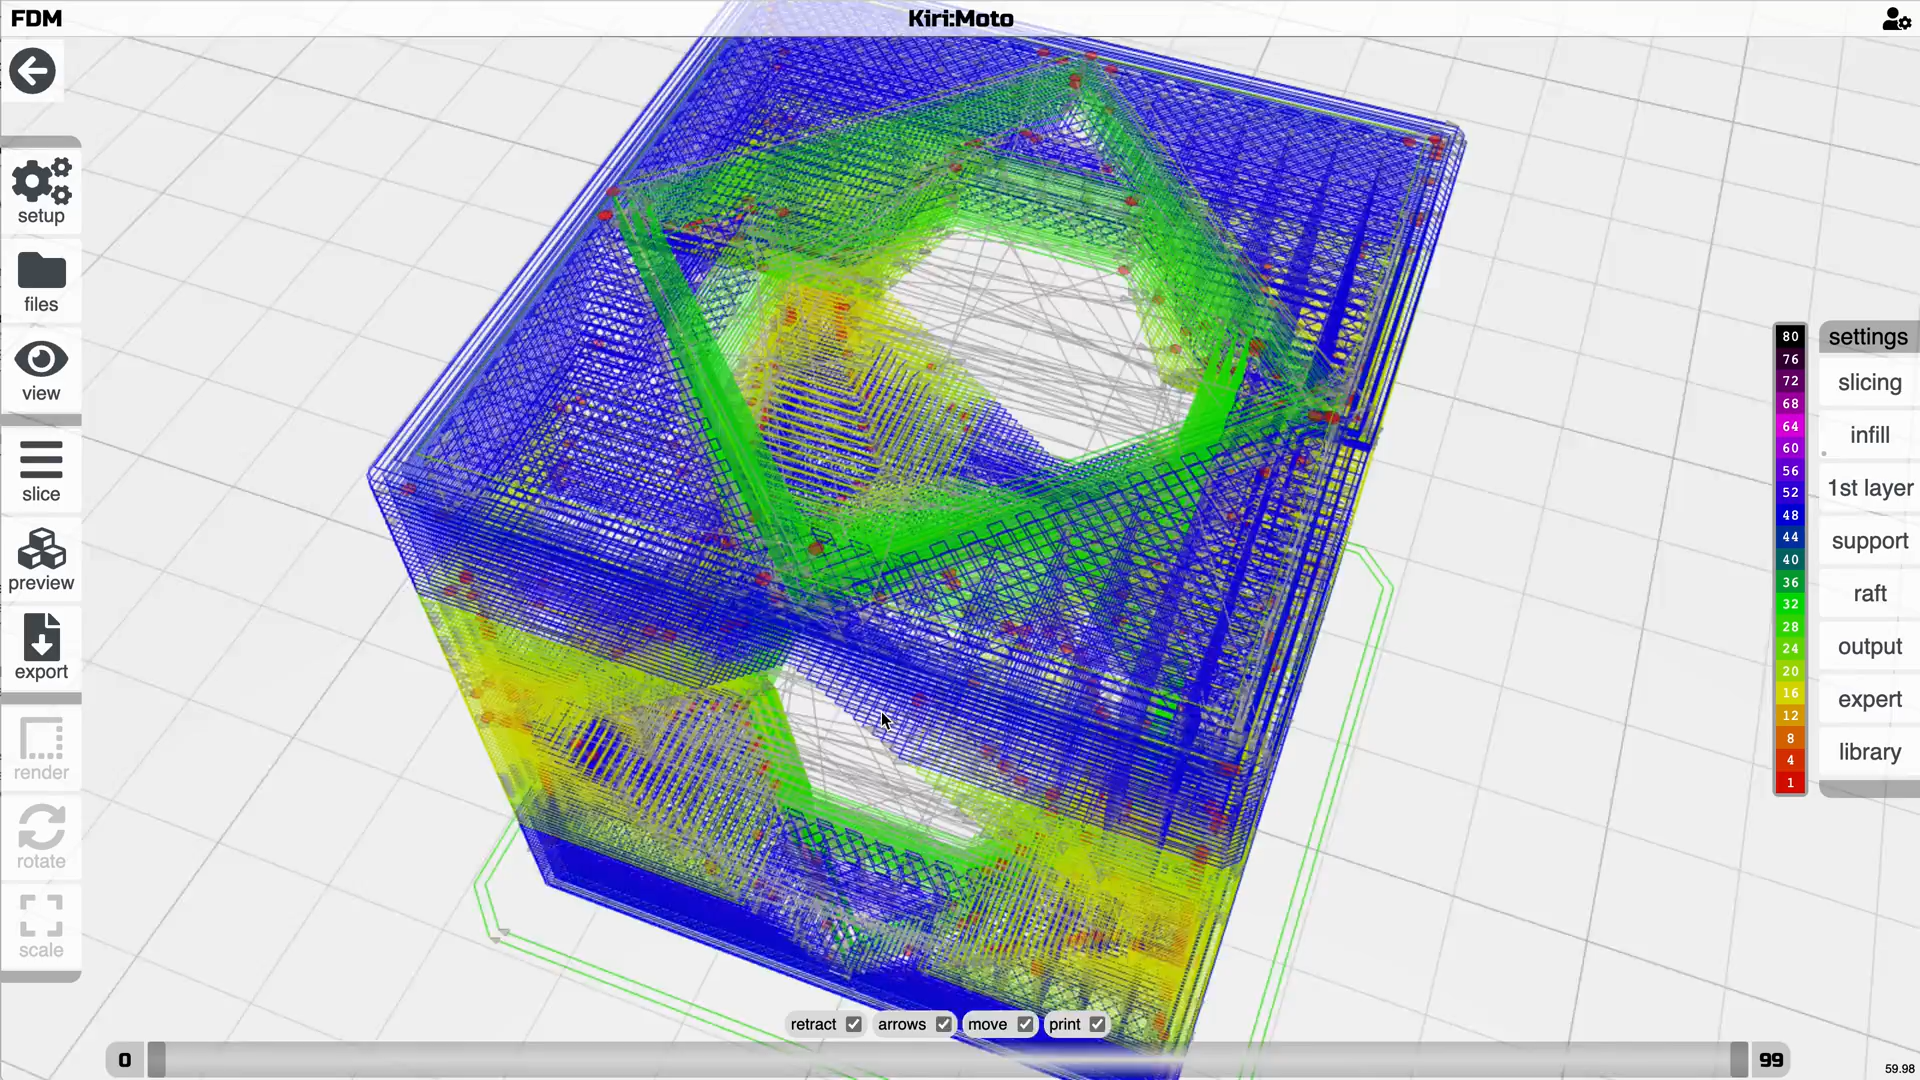 FDM
Kiri:Moto
setup
files
view
slice
preview
export
render
rotate
scale
80
76
72
68
64
60
56
52
48
44
40
36
32
28
24
20
16
12
8
4
1
settings
slicing
infill
1st layer
support
raft
output
expert
library
retract arrows move print
0
99
59.98